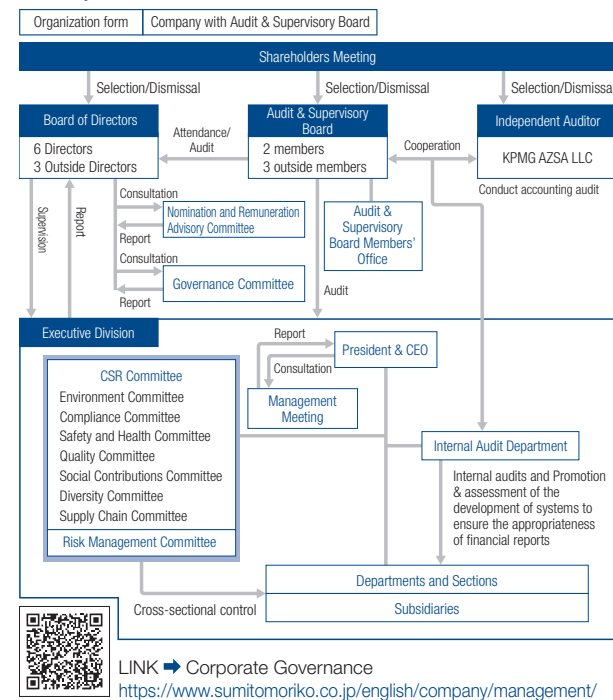 Organization form
Company with Audit & Supervisory Board
Shareholders Meeting
Selection/Dismissal
Selection/Dismissal
Selection/Dismissal
Board of Directors
6 Directors
3 Outside Directors
Attendance/
Audit
Audit & Supervisory
Board
2 members
3 outside members
Cooperation
Independent Auditor
KPMG AZSA LLC
Conduct accounting audit
Supervision
Report
Consultation
Nomination and Remuneration
Advisory Committee
Report
Consultation
Governance Committee
Report
Audit &
Supervisory
Board Members'
Office
Audit
Executive Division
CSR Committee
Environment Committee
Compliance Committee
Safety and Health Committee
Quality Committee
Social Contributions Committee
Diversity Committee
Supply Chain Committee
Risk Management Committee
Report
President & CEO
Consultation
Management
Meeting
Internal Audit Department
Internal audits and Promotion
& assessment of the
development of systems to
ensure the appropriateness
of financial reports
Departments and Sections
Subsidiaries
Cross-sectional control
LINK ➡ Corporate Governance
https://www.sumitomoriko.co.jp/english/company/management/